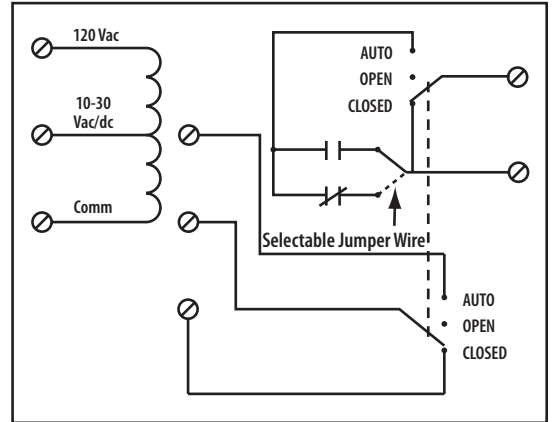 120 Vac
10-30
Vac/dc
Comm
AUTO
OPEN
CLOSED
Selectable Jumper Wire
AUTO
OPEN
CLOSED